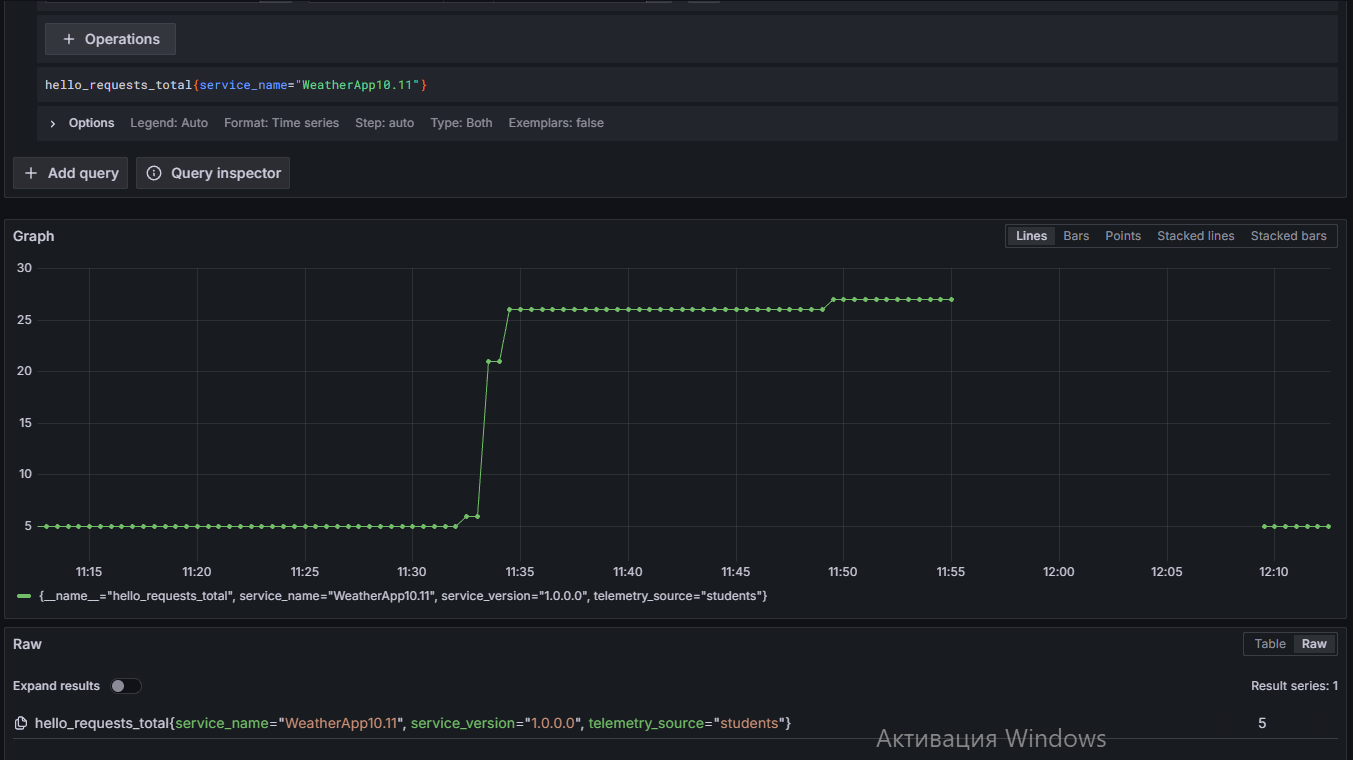 + Operations
hello_requests_total{service_name="WeatherApp10.11"}
Options Legend: Auto Format: Time series Step: auto Type: Both Exemplars: false
+ Add query Query inspector
Graph Lines Bars Points Stacked lines Stacked bars
30
25
20
15
10
5
11:15 11:20 11:25 11:30 11:35 11:40 11:45 11:50 11:55 12:00 12:05 12:10
{__name__="hello_requests_total", service_name="WeatherApp10.11", service_version="1.0.0.0", telemetry_source="students"}
Raw Table Raw
Expand results Result series: 1
hello_requests_total{service_name="WeatherApp10.11", service_version="1.0.0.0", telemetry_source="students"} 5
Активация Windows